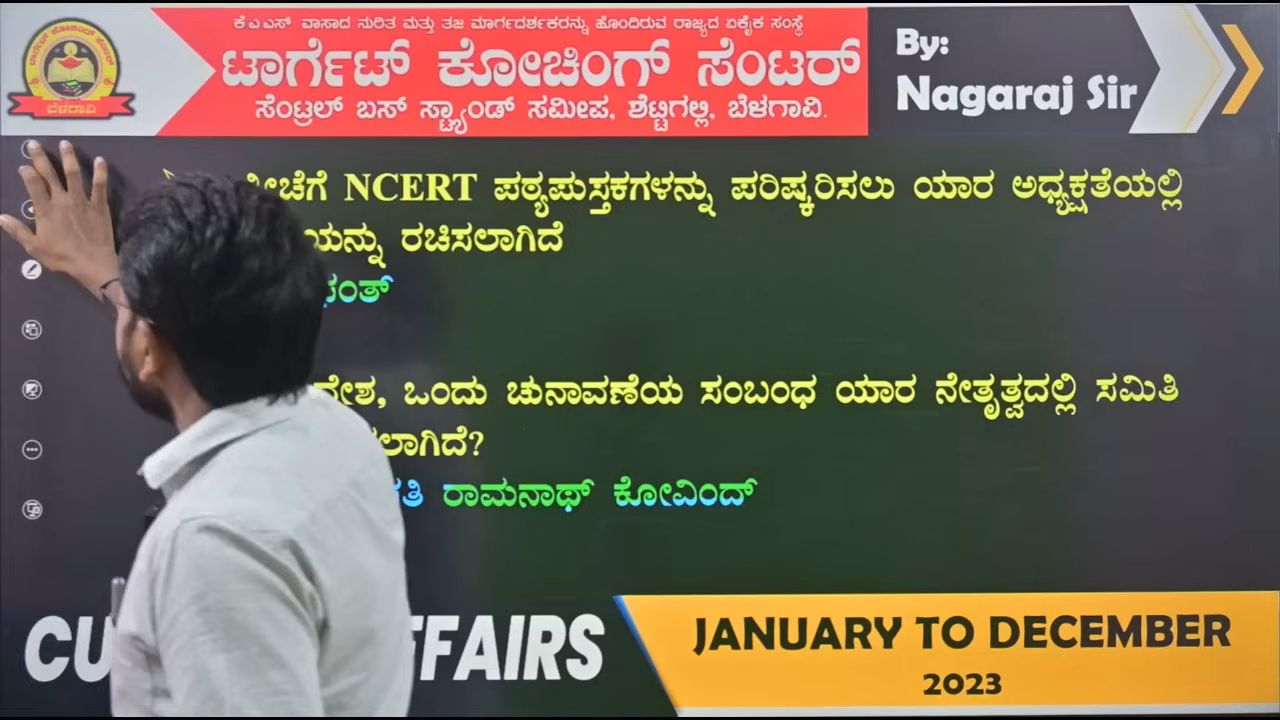 ಕೆ ಎ ಎಸ್ ವಾಸಾದ ನುರಿತ ಮತ್ತು ತಜ್ಞ ಮಾರ್ಗದರ್ಶಕರನ್ನು ಹೊಂದಿರುವ ರಾಜ್ಯದ ಏಕೈಕ ಸಂಸ್ಥೆ
ಟಾರ್ಗೆಟ್ ಕೋಚಿಂಗ್ ಸೆಂಟರ್
ಸೆಂಟ್ರಲ್ ಬಸ್ ಸ್ಟ್ಯಾಂಡ್ ಸಮೀಪ, ಶೆಟ್ಟಿಗಲ್ಲಿ, ಬೆಳಗಾವಿ.
ಬೆಳಗಾವಿ
By:
Nagaraj Sir
NCERT ಪಠ್ಯಪುಸ್ತಕಗಳನ್ನು ಪರಿಷ್ಕರಿಸಲು ಯಾರ ಅಧ್ಯಕ್ಷತೆಯಲ್ಲಿ
ಯನ್ನು ರಚಿಸಲಾಗಿದೆ
ಪಂತ್
ದೇಶ, ಒಂದು ಚುನಾವಣೆಯ ಸಂಬಂಧ ಯಾರ ನೇತೃತ್ವದಲ್ಲಿ ಸಮಿತಿ
ಲಾಗಿದೆ?
ಪತಿ ರಾಮನಾಥ್ ಕೋವಿಂದ್
CU FFAIRS
JANUARY TO DECEMBER
2023